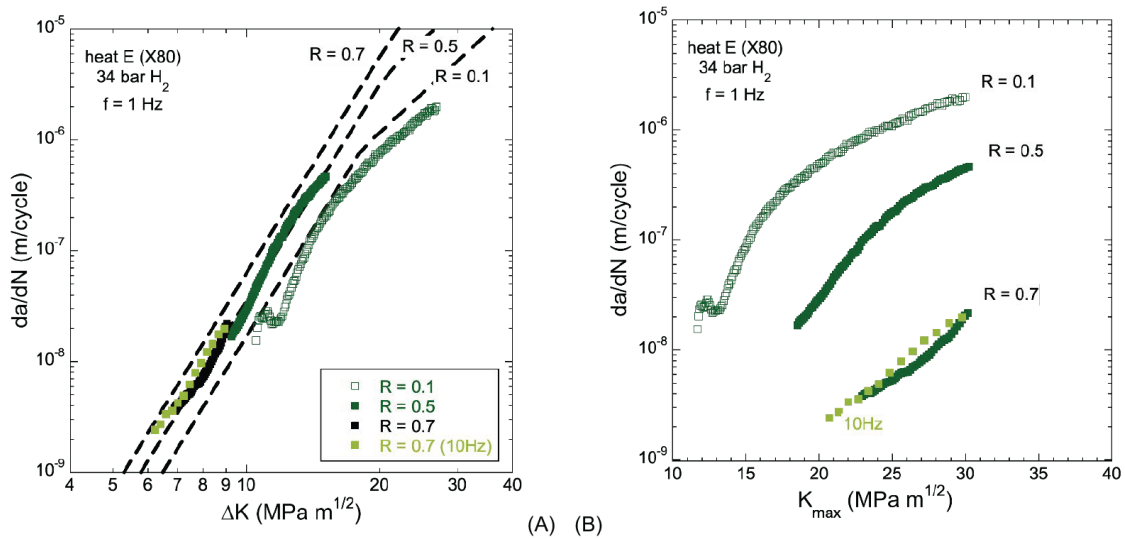 heat E (X80)
34 bar H2
f = 1 Hz
R = 0.7
R = 0.5
R = 0.1
10-5
10-6
10-7
10-8
10-9
da/dN (m/cycle)
R = 0.1
R = 0.5
R = 0.7
R = 0.7 (10Hz)
4 5 6 7 8 9 10 20 40
ΔK (MPa m1/2)
(A)
(B)
heat E (X80)
34 bar H2
f = 1 Hz
R = 0.1
R = 0.5
R = 0.7
10Hz
10-5
10-6
10-7
10-8
10-9
da/dN (m/cycle)
10 15 20 25 30 35 40
Kmax (MPa m1/2)